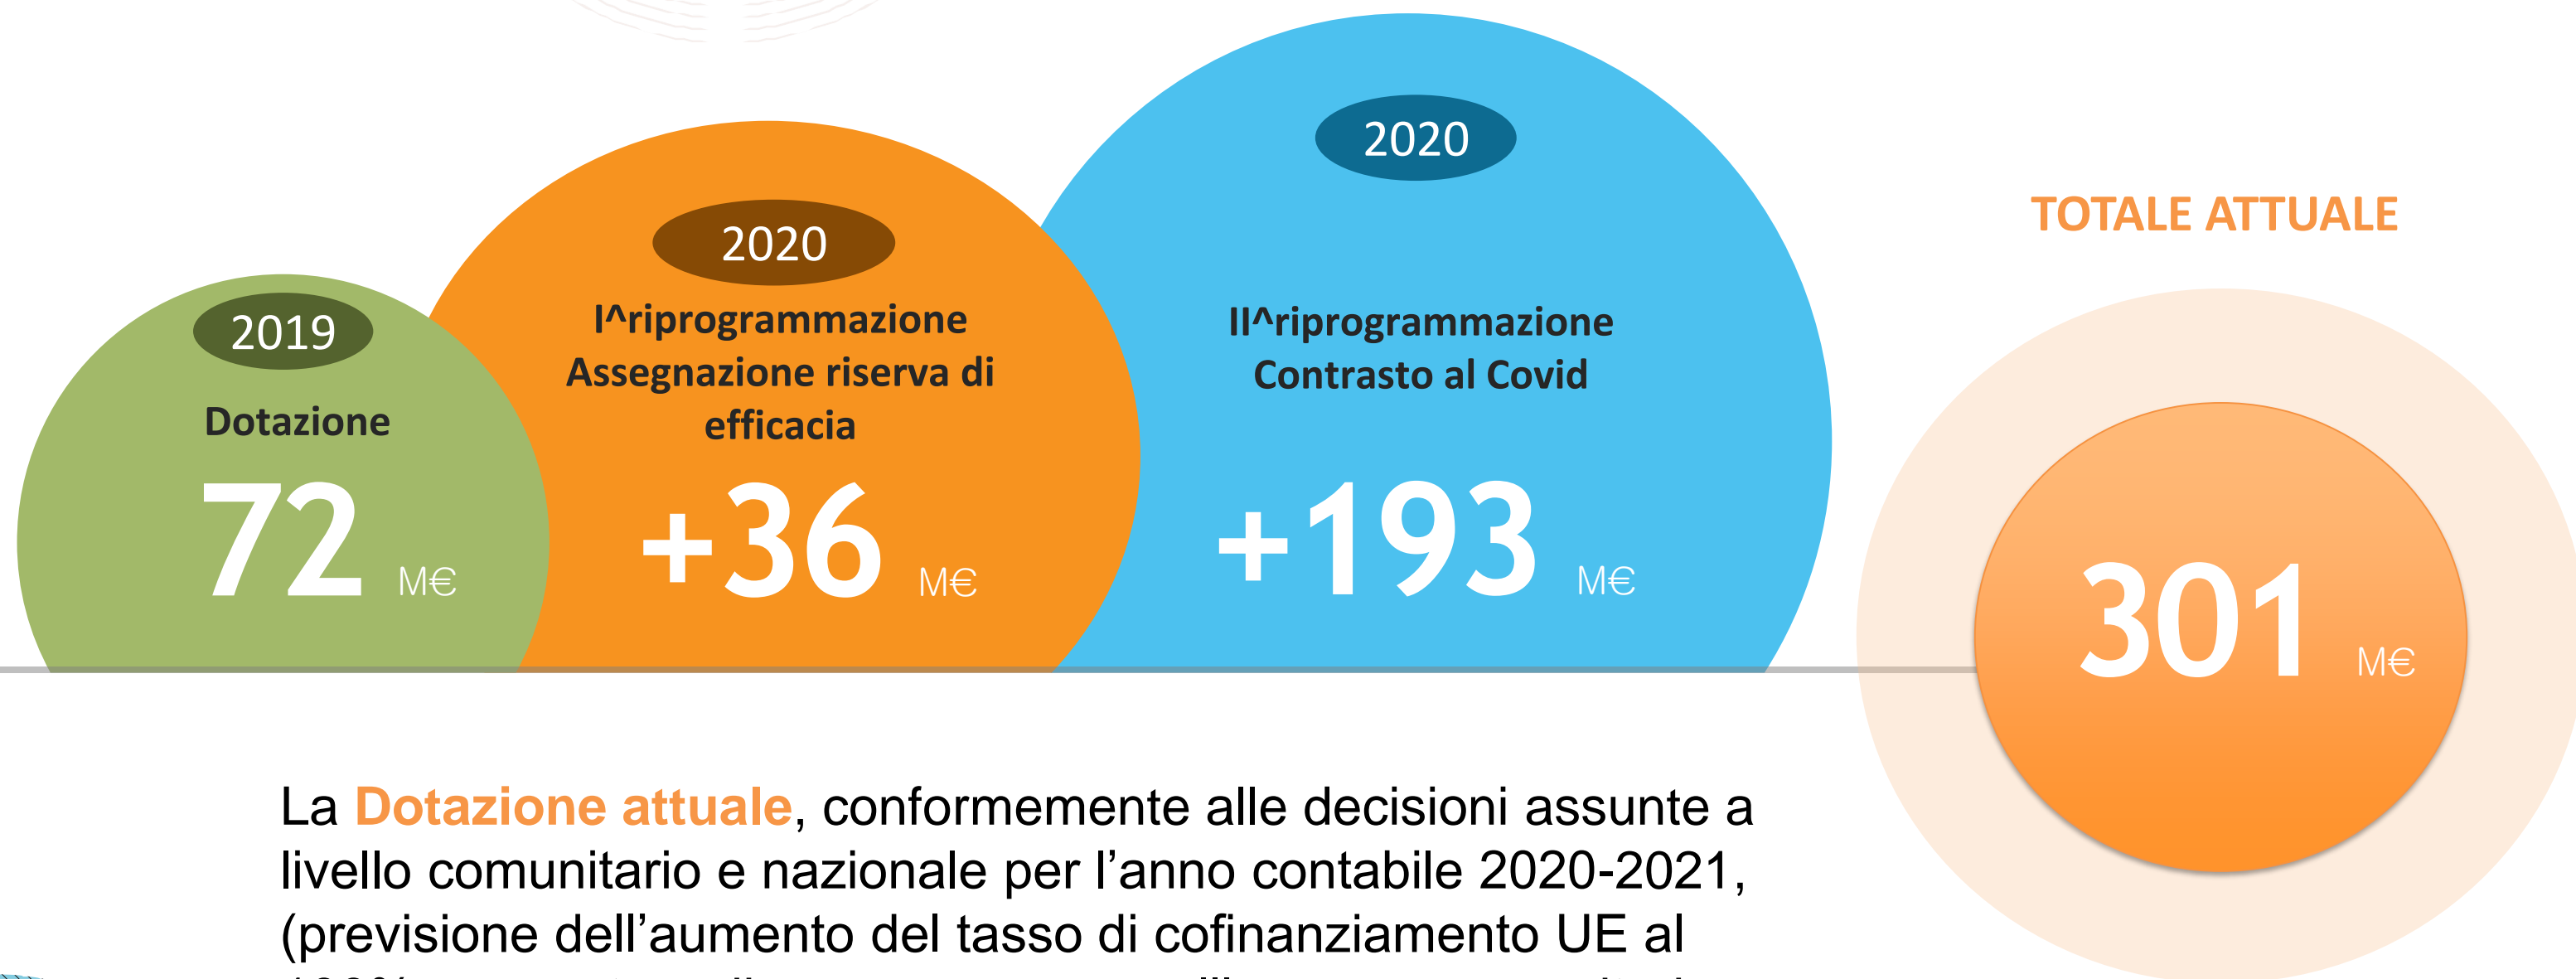 2019
Dotazione
72 M€
2020
I^riprogrammazione
Assegnazione riserva di
efficacia
+36 M€
2020
II^riprogrammazione
Contrasto al Covid
+193 M€
TOTALE ATTUALE
301 M€
La Dotazione attuale, conformemente alle decisioni assunte a
livello comunitario e nazionale per l’anno contabile 2020-2021,
(previsione dell’aumento del tasso di cofinanziamento UE al